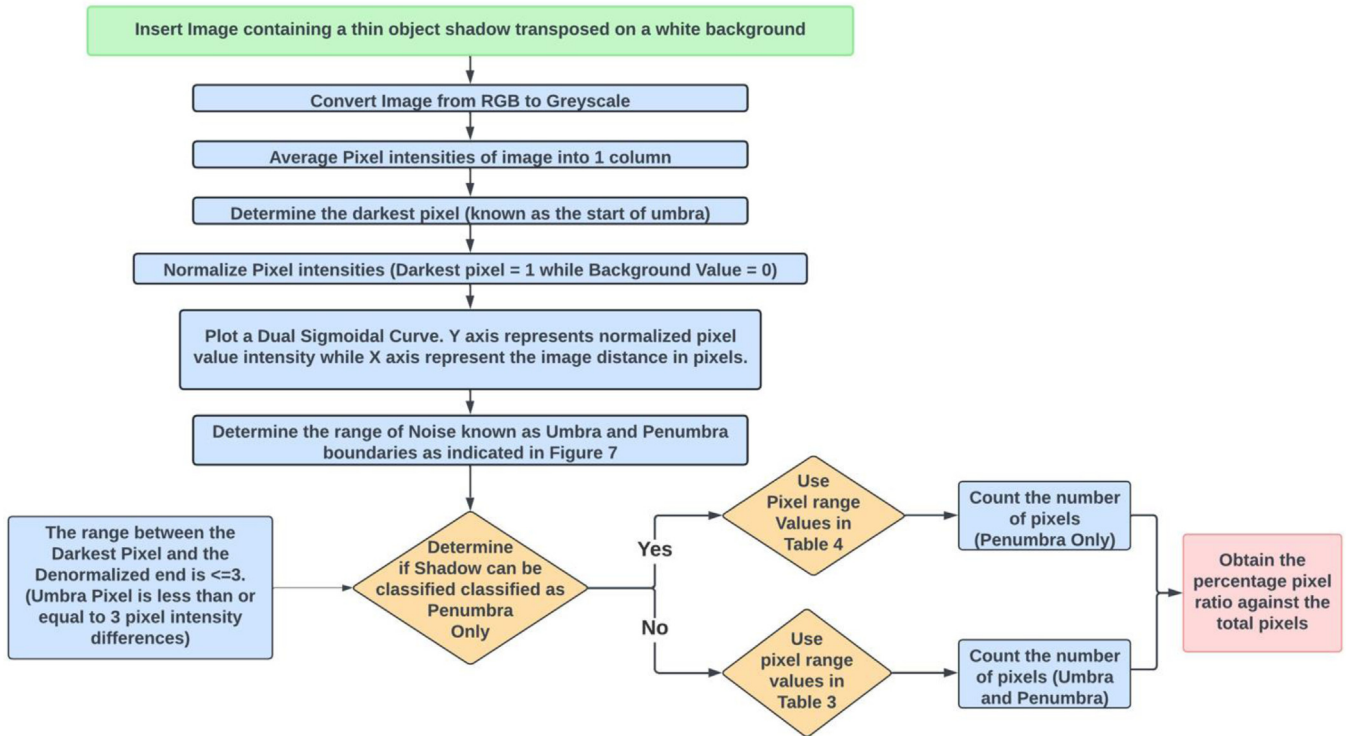 Insert Image containing a thin object shadow transposed on a white background
Convert Image from RGB to Greyscale
Average Pixel intensities of image into 1 column
Determine the darkest pixel (known as the start of umbra)
Normalize Pixel intensities (Darkest pixel = 1 while Background Value = 0)
Plot a Dual Sigmoidal Curve. Y axis represents normalized pixel
value intensity while X axis represent the image distance in pixels.
Determine the range of Noise known as Umbra and Penumbra
boundaries as indicated in Figure 7
The range between the
Darkest Pixel and the
Denormalized end is <=3.
(Umbra Pixel is less than or
equal to 3 pixel intensity
differences)
Determine
if Shadow can be
classified classified as
Penumbra
Only
Yes
Use
Pixel range
Values in
Table 4
Count the number
of pixels
(Penumbra Only)
No
Use
pixel range
values in
Table 3
Count the number
of pixels (Umbra
and Penumbra)
Obtain the
percentage pixel
ratio against the
total pixels